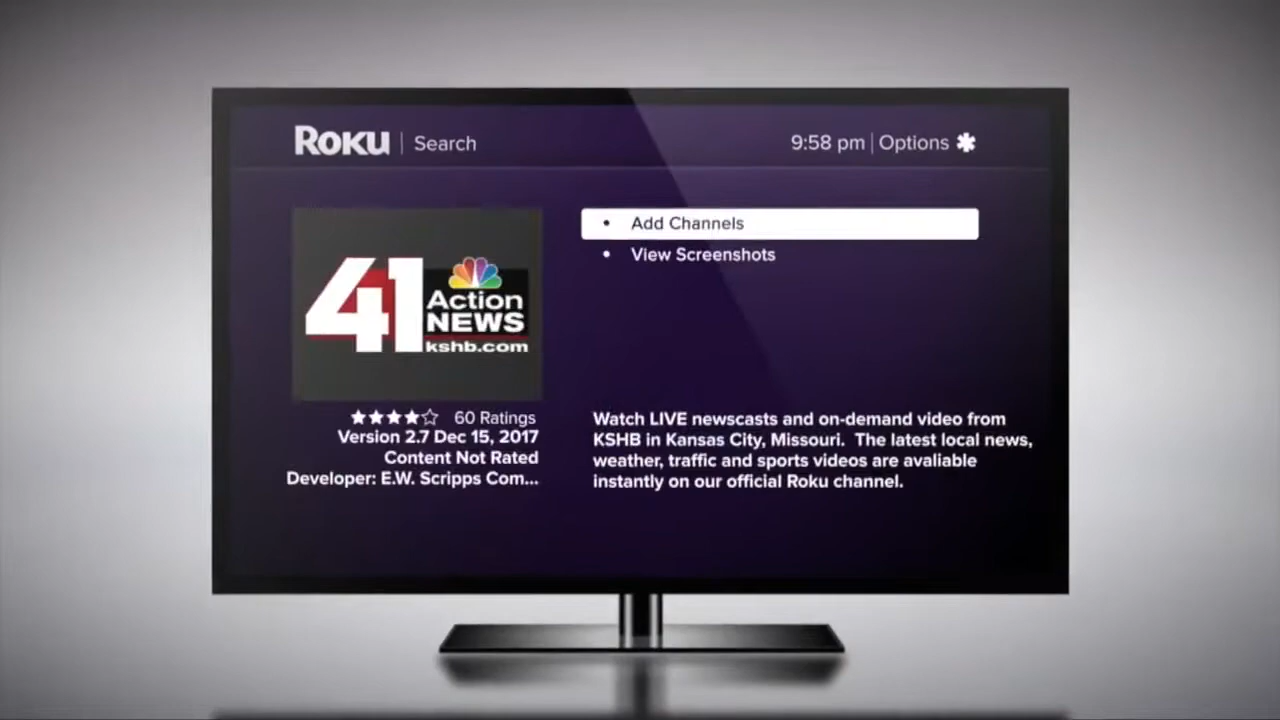 Roku | Search
9:58 pm | Options ✱
41 Action NEWS
kshb.com
60 Ratings
Version 2.7 Dec 15, 2017
Content Not Rated
Developer: E.W. Scripps Com...
• Add Channels
• View Screenshots
Watch LIVE newscasts and on-demand video from
KSHB in Kansas City, Missouri. The latest local news,
weather, traffic and sports videos are avaliable
instantly on our official Roku channel.